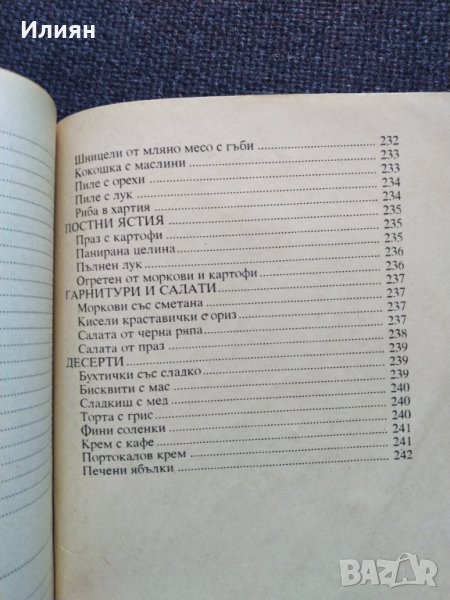 Илиян
Шницели от мляно месо с гъби 232
Кокошка с маслини 233
Пиле с орехи 233
Пиле с лук 234
Риба в хартия 234
ПОСТНИ ЯСТИЯ 235
Праз с картофи 235
Панирана целина 235
Пълнен лук 236
Огретен от моркови и картофи 236
ГАРНИТУРИ И САЛАТИ 237
Моркови със сметана 237
Кисели краставички с ориз 237
Салата от черна ряпа 237
Салата от праз 238
ДЕСЕРТИ 239
Бухтички със сладко 239
Бисквити с мас 239
Сладкиш с мед 240
Торта с грис 240
Фини соленки 240
Крем с кафе 241
Портокалов крем 241
Печени ябълки 242
BAZAR